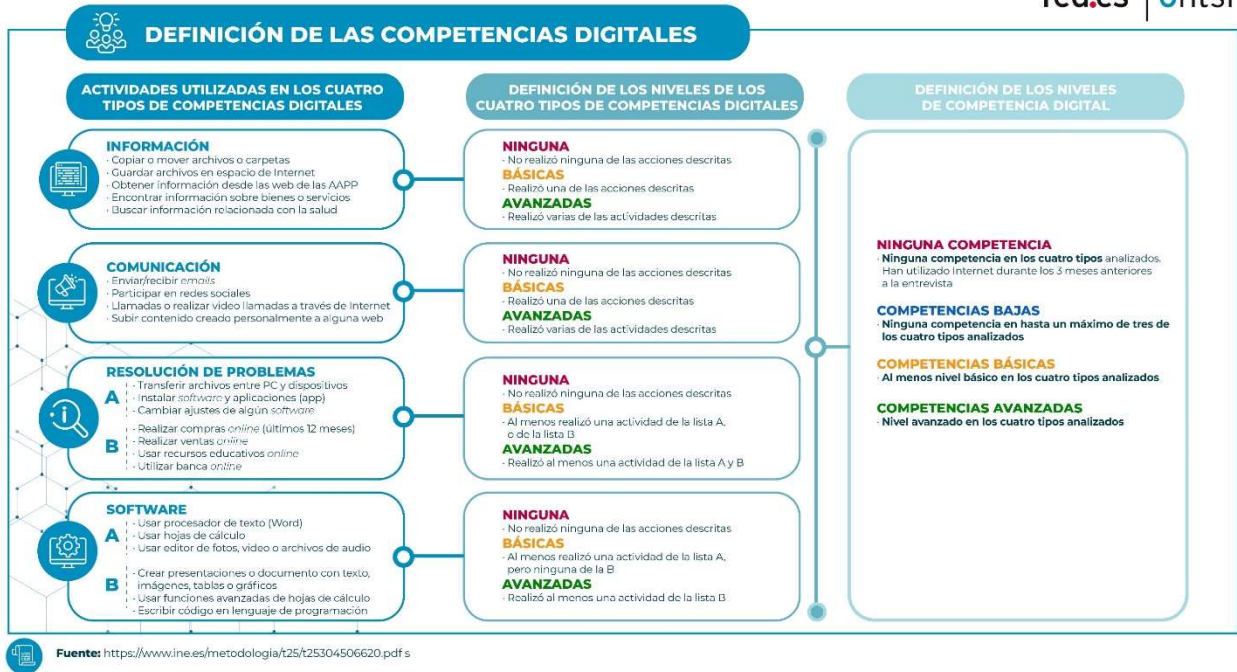 red.es | ontsi
DEFINICIÓN DE LAS COMPETENCIAS DIGITALES
ACTIVIDADES UTILIZADAS EN LOS CUATRO
TIPOS DE COMPETENCIAS DIGITALES
INFORMACIÓN
· Copiar o mover archivos o carpetas
· Guardar archivos en espacio de Internet
· Obtener información desde las web de las AAPP
· Encontrar información sobre bienes o servicios
· Buscar información relacionada con la salud
COMUNICACIÓN
· Enviar/recibir emails
· Participar en redes sociales
· Llamadas o realizar video llamadas a través de Internet
· Subir contenido creado personalmente a alguna web
RESOLUCIÓN DE PROBLEMAS
A
· Transferir archivos entre PC y dispositivos
· Instalar software y aplicaciones (app)
· Cambiar ajustes de algún software
B
· Realizar compras online (últimos 12 meses)
· Realizar ventas online
· Usar recursos educativos online
· Utilizar banca online
SOFTWARE
A
· Usar procesador de texto (Word)
· Usar hojas de cálculo
· Usar editor de fotos, video o archivos de audio
B
· Crear presentaciones o documento con texto,
imágenes, tablas o gráficos
· Usar funciones avanzadas de hojas de cálculo
· Escribir código en lenguaje de programación
DEFINICIÓN DE LOS NIVELES DE LOS
CUATRO TIPOS DE COMPETENCIAS DIGITALES
NINGUNA
· No realizó ninguna de las acciones descritas
BÁSICAS
· Realizó una de las acciones descritas
AVANZADAS
· Realizó varias de las actividades descritas
NINGUNA
· No realizó ninguna de las acciones descritas
BÁSICAS
· Realizó una de las acciones descritas
AVANZADAS
· Realizó varias de las actividades descritas
NINGUNA
· No realizó ninguna de las acciones descritas
BÁSICAS
· Al menos realizó una actividad de la lista A,
o de la lista B
AVANZADAS
· Realizó al menos una actividad de la lista A y B
NINGUNA
· No realizó ninguna de las acciones descritas
BÁSICAS
· Al menos realizó una actividad de la lista A,
pero ninguna de la B
AVANZADAS
· Realizó al menos una actividad de la lista B
DEFINICIÓN DE LOS NIVELES
DE COMPETENCIA DIGITAL
NINGUNA COMPETENCIA
· Ninguna competencia en los cuatro tipos analizados.
Han utilizado Internet durante los 3 meses anteriores
a la entrevista
COMPETENCIAS BAJAS
· Ninguna competencia en hasta un máximo de tres de
los cuatro tipos analizados
COMPETENCIAS BÁSICAS
· Al menos nivel básico en los cuatro tipos analizados
COMPETENCIAS AVANZADAS
· Nivel avanzado en los cuatro tipos analizados
Fuente: https://www.ine.es/metodologia/t25/t25304506620.pdf s